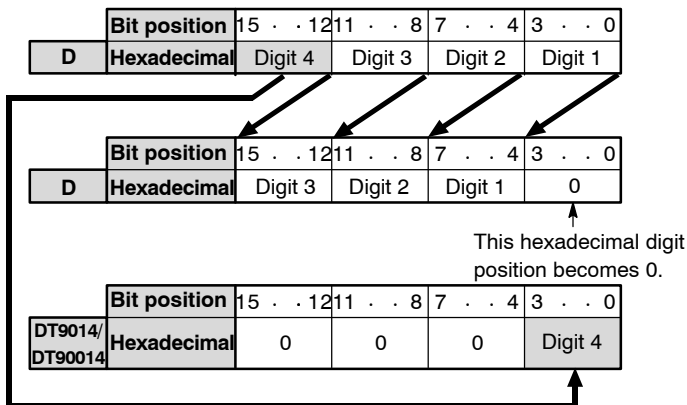 Bit position 15 · · 12 11 · · 8 7 · · 4 3 · · 0
D Hexadecimal Digit 4 Digit 3 Digit 2 Digit 1
Bit position 15 · · 12 11 · · 8 7 · · 4 3 · · 0
D Hexadecimal Digit 3 Digit 2 Digit 1 0
This hexadecimal digit
position becomes 0.
Bit position 15 · · 12 11 · · 8 7 · · 4 3 · · 0
DT9014/
DT90014 Hexadecimal 0 0 0 Digit 4